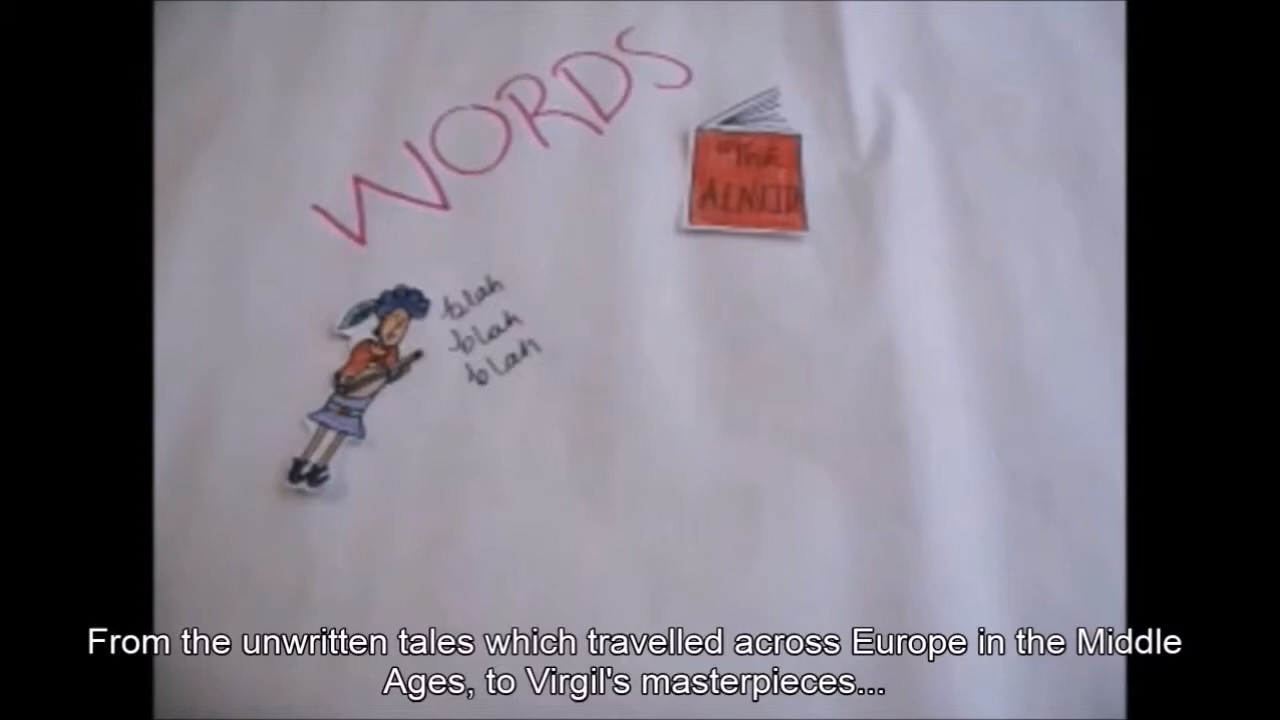 WORDS
"THE
AENEID
blah
blah
blah
From the unwritten tales which travelled across Europe in the Middle
Ages, to Virgil's masterpieces...